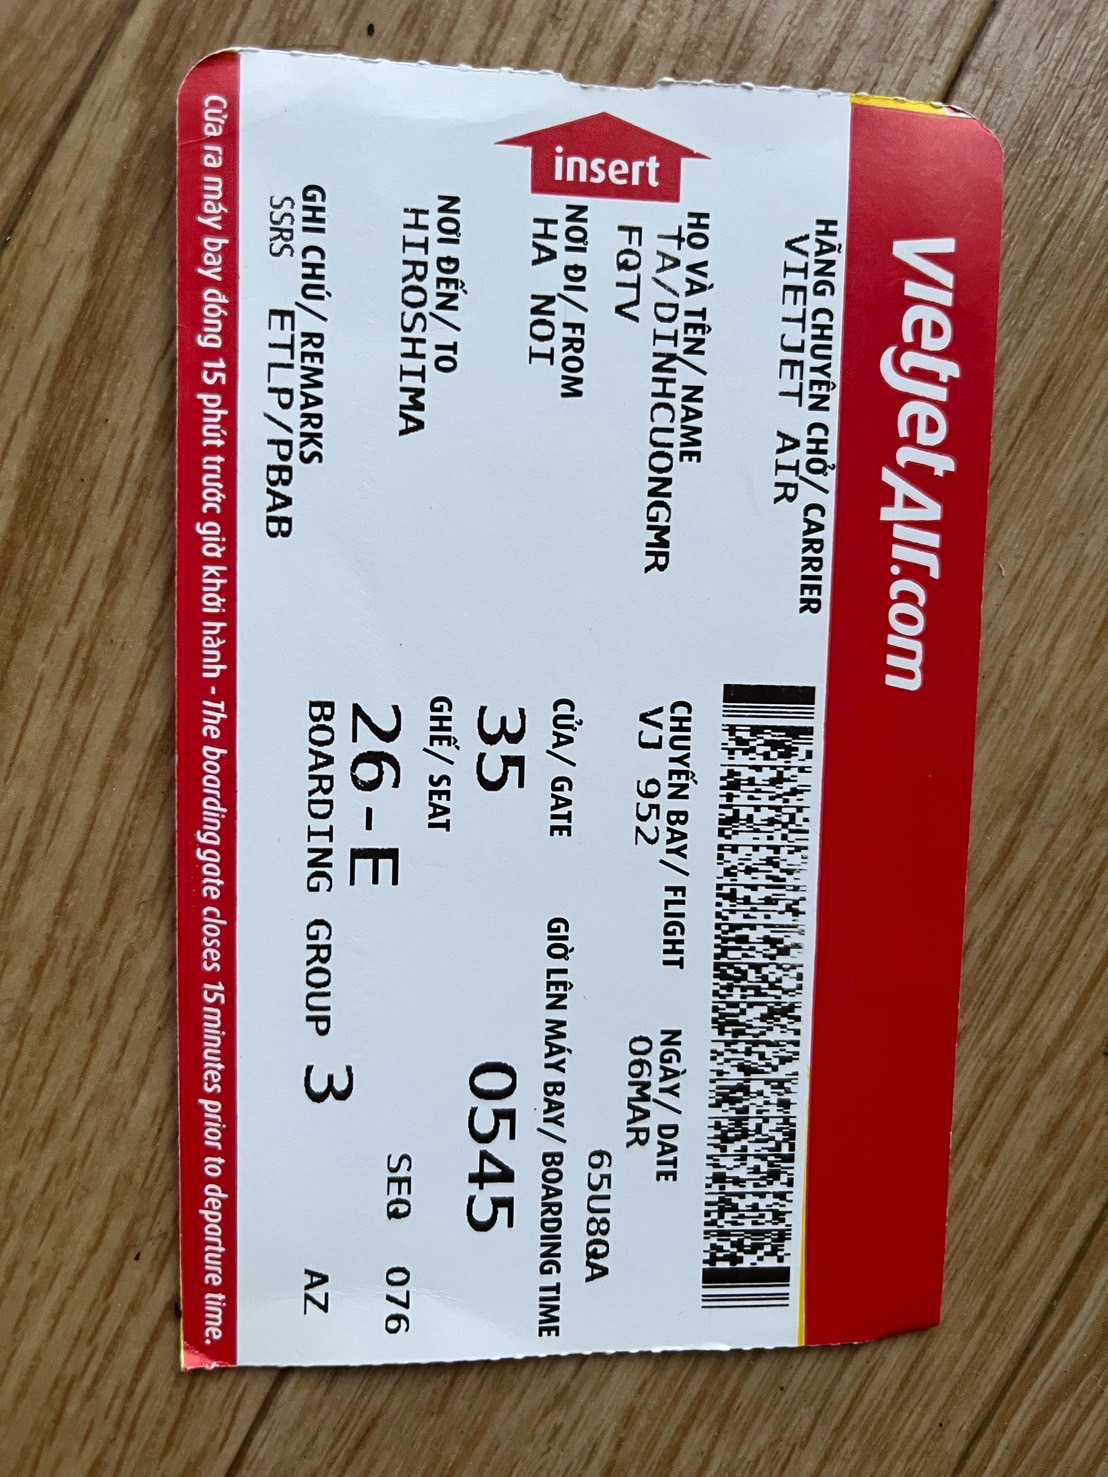 vietjetAir.com
HÃNG CHUYÊN CHỞ/ CARRIER
VIETJET AIR
HỌ VÀ TÊN/ NAME
TA/DINHCUONGMR
FQTV
NƠI ĐI/ FROM
HA NOI
NƠI ĐẾN/ TO
HIROSHIMA
GHI CHÚ/ REMARKS
SSRS ETLP/PBAB
insert
CHUYẾN BAY/ FLIGHT
VJ 952
NGÀY/ DATE
06MAR
65U8QA
CỬA/ GATE
35
GIỜ LÊN MÁY BAY/ BOARDING TIME
0545
GHẾ/ SEAT
26-E
SEQ 076
BOARDING GROUP 3
AZ
Cửa ra máy bay đóng 15 phút trước giờ khởi hành - The boarding gate closes 15 minutes prior to departure time.